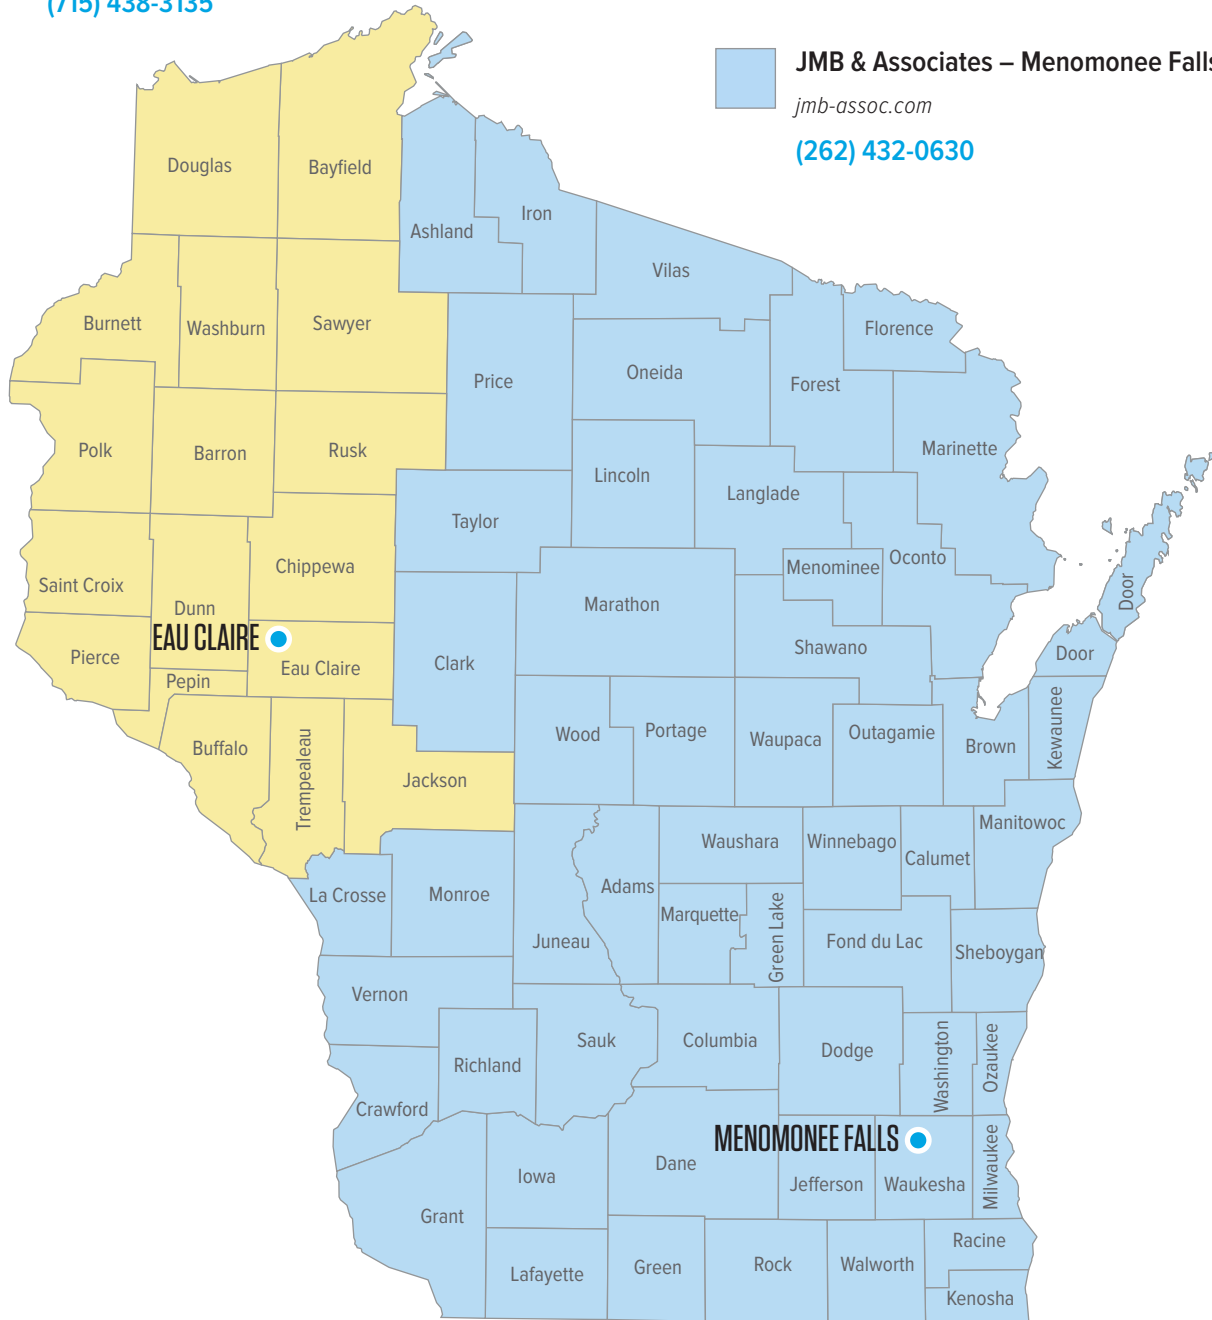 (715) 438-3135
JMB & Associates – Menomonee Falls
jmb-assoc.com
(262) 432-0630
Douglas
Bayfield
Ashland
Iron
Vilas
Burnett
Washburn
Sawyer
Florence
Price
Oneida
Forest
Polk
Barron
Rusk
Marinette
Lincoln
Langlade
Taylor
Chippewa
Menominee
Oconto
Saint Croix
Dunn
Marathon
Door
EAU CLAIRE
Eau Claire
Pierce
Clark
Shawano
Door
Pepin
Buffalo
Trempealeau
Wood
Portage
Waupaca
Outagamie
Brown
Kewaunee
Jackson
Manitowoc
Waushara
Winnebago
Calumet
La Crosse
Monroe
Adams
Marquette
Green Lake
Juneau
Fond du Lac
Sheboygan
Vernon
Sauk
Columbia
Dodge
Washington
Ozaukee
Richland
Crawford
MENOMONEE FALLS
Dane
Iowa
Jefferson
Waukesha
Milwaukee
Grant
Racine
Lafayette
Green
Rock
Walworth
Kenosha